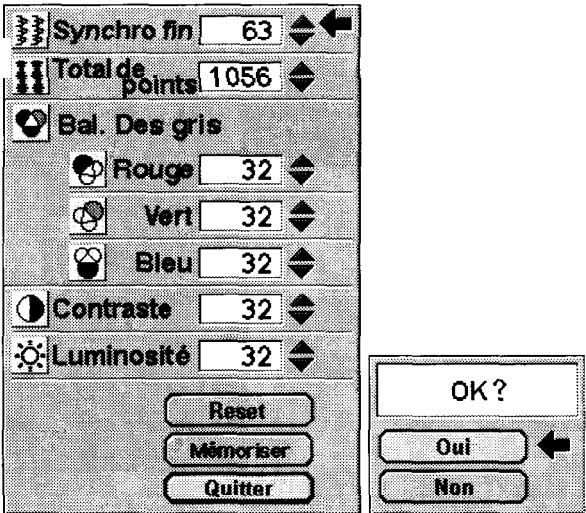 Synchro fin 63
Total de points 1056
Bal. Des gris
Rouge 32
Vert 32
Bleu 32
Contraste 32
Luminosité 32
Reset
Mémoriser
Quitter
OK?
Oui
Non